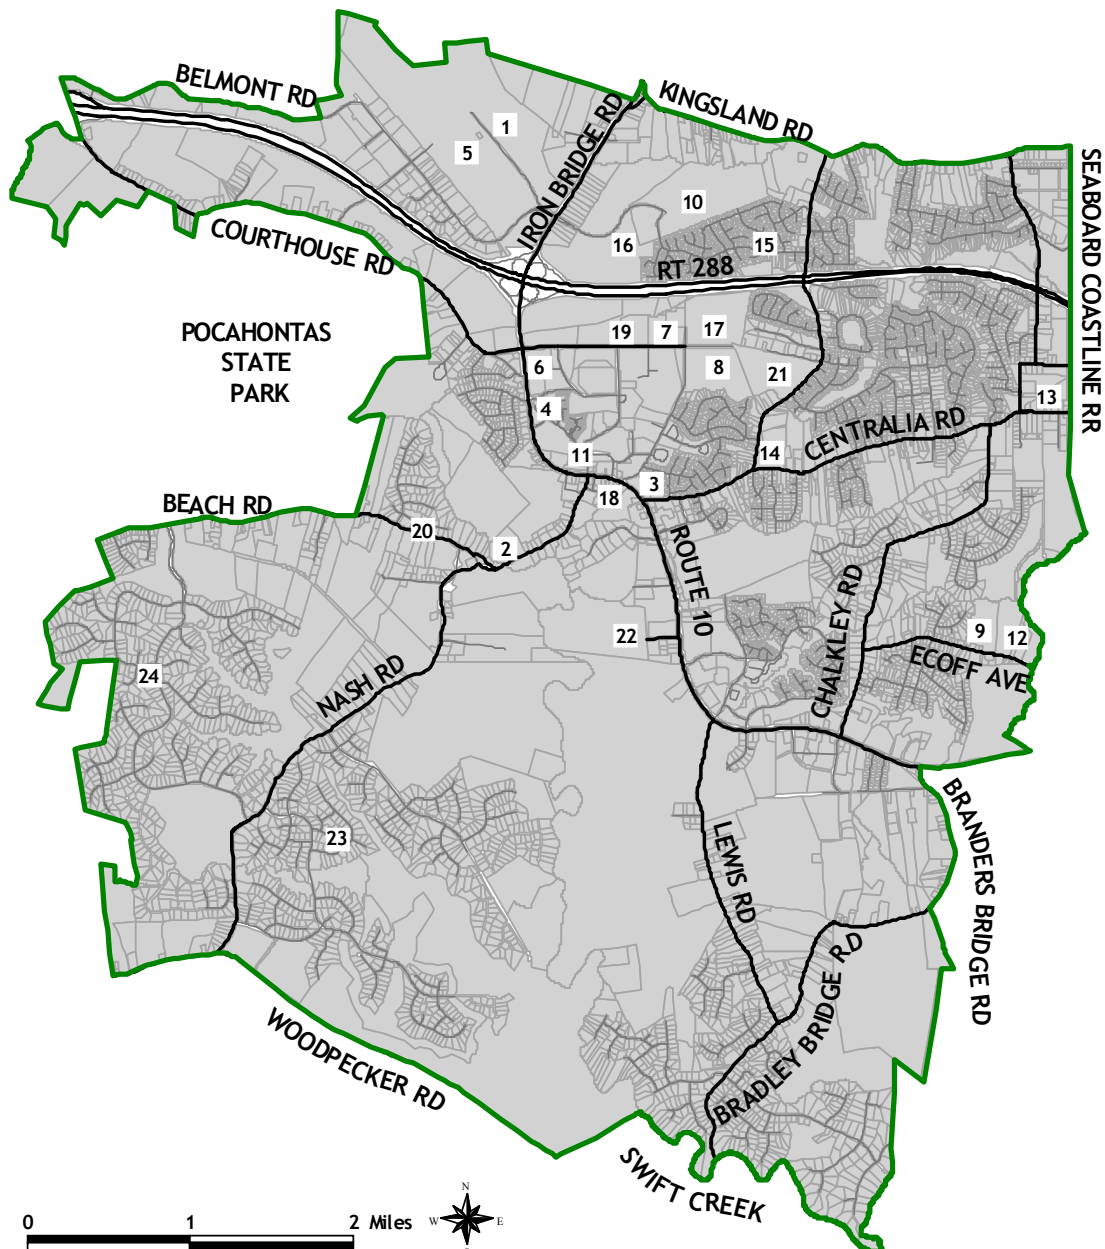 BELMONT RD
KINGSLAND RD
IRON BRIDGE RD
1
5
SEABOARD COASTLINE RR
10
COURTHOUSE RD
16
15
RT 288
POCAHONTAS
STATE
PARK
19
7
17
6
8
21
13
4
CENTRALIA RD
11
14
3
18
BEACH RD
20
2
ROUTE 10
CHALKLEY RD
22
9
12
ECOFF AVE
24
NASH RD
23
LEWIS RD
BRANDERS BRIDGE RD
BRADLEY BRIDGE RD
WOODPECKER RD
SWIFT CREEK
N
W
E
0
1
2 Miles